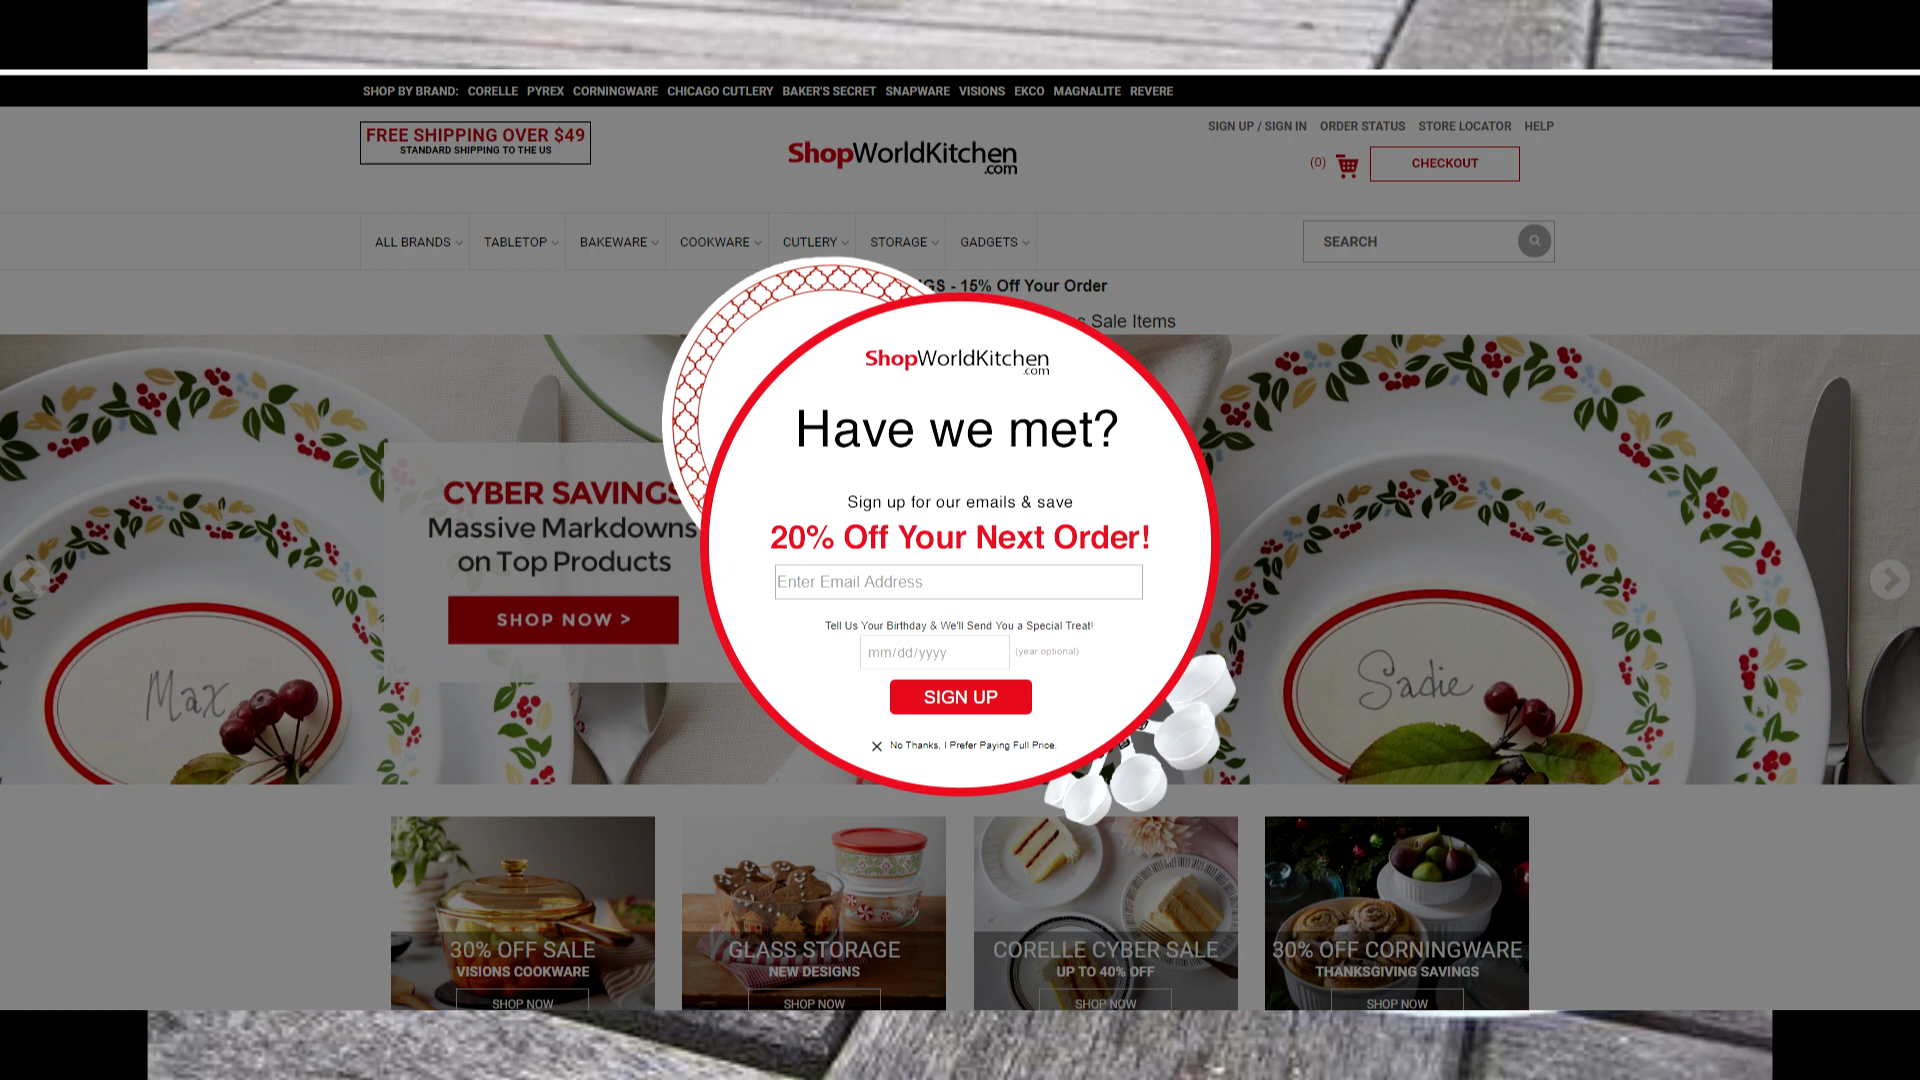 SHOP BY BRAND: CORELLE PYREX CORNINGWARE CHICAGO CUTLERY BAKER'S SECRET SNAPWARE VISIONS EKCO MAGNALITE REVERE
FREE SHIPPING OVER $49
STANDARD SHIPPING TO THE US
ShopWorldKitchen
.com
SIGN UP / SIGN IN ORDER STATUS STORE LOCATOR HELP
(0) CHECKOUT
ALL BRANDS TABLETOP BAKEWARE COOKWARE CUTLERY STORAGE GADGETS
SEARCH
- 15% Off Your Order
Sale Items
CYBER SAVINGS
Massive Markdowns
on Top Products
SHOP NOW >
Max
ShopWorldKitchen
.com
Have we met?
Sign up for our emails & save
20% Off Your Next Order!
Enter Email Address
Tell Us Your Birthday & We'll Send You a Special Treat!
mm/dd/yyyy (year optional)
SIGN UP
No Thanks, I Prefer Paying Full Price.
Sadie
30% OFF SALE
VISIONS COOKWARE
SHOP NOW
GLASS STORAGE
NEW DESIGNS
SHOP NOW
CORELLE CYBER SALE
UP TO 40% OFF
SHOP NOW
30% OFF CORNINGWARE
THANKSGIVING SAVINGS
SHOP NOW